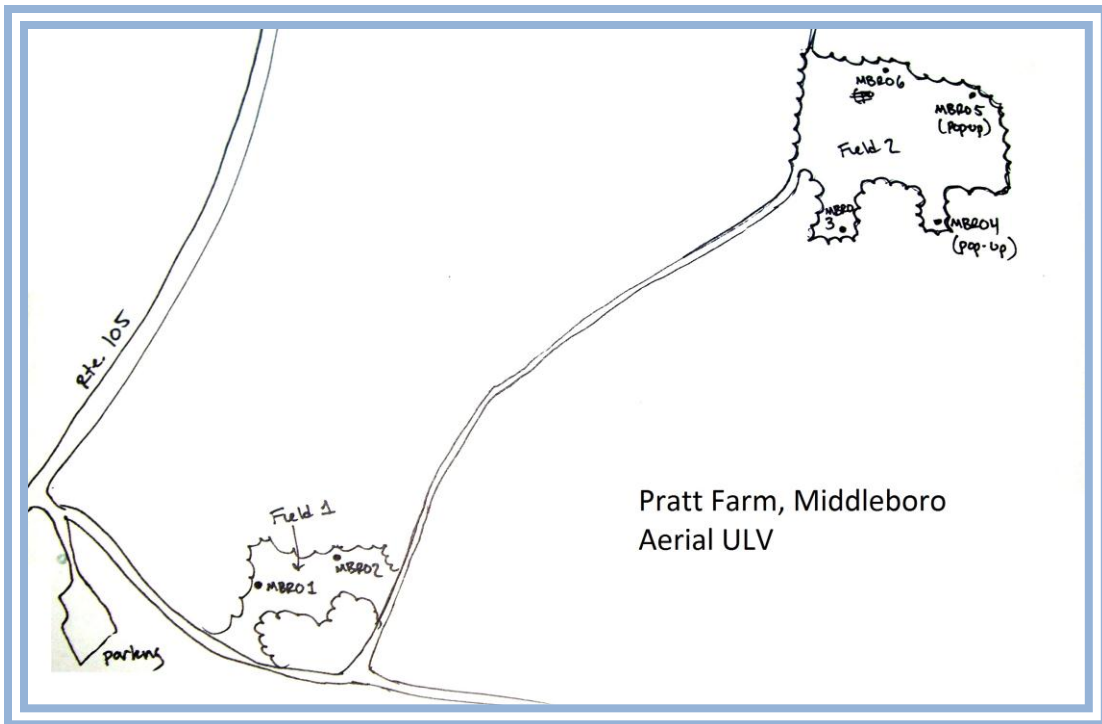 MBR06
MBR05
(popup)
Field 2
MBR0
3
MBR04
(pop-up)
Rte. 105
Field 1
MBR02
MBR01
parking
Pratt Farm, Middleboro
Aerial ULV